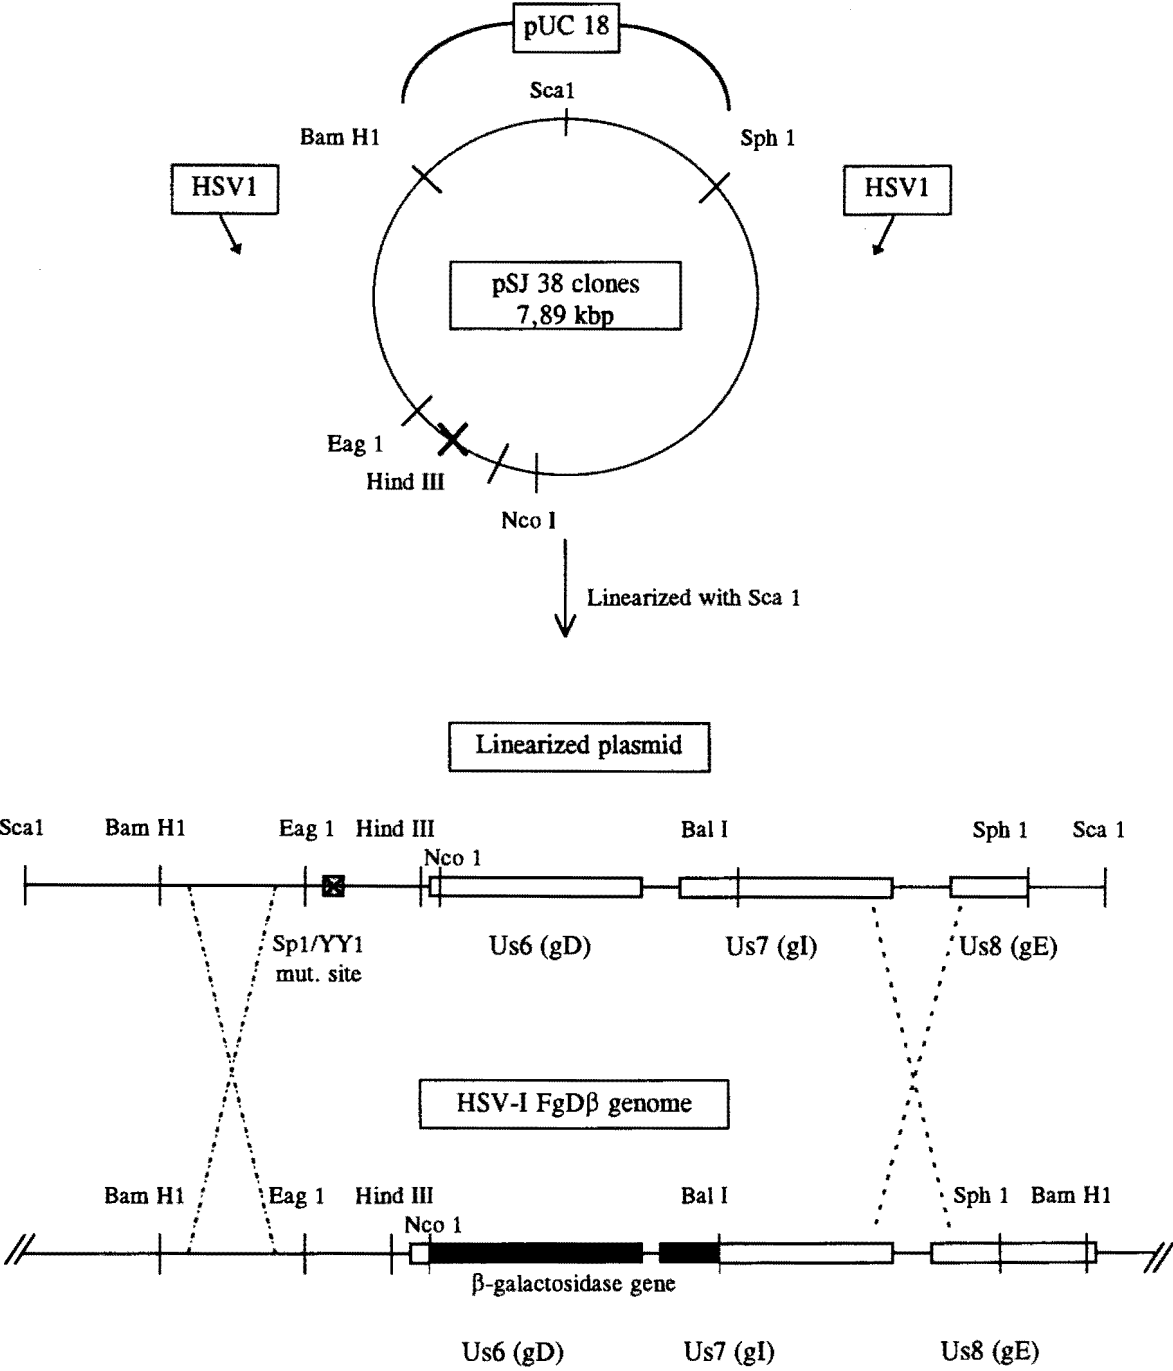 pUC 18
Sca1
Bam H1
Sph 1
HSV1
HSV1
pSJ 38 clones
7,89 kbp
Eag 1
Hind III
Nco I
Linearized with Sca 1
Linearized plasmid
Sca1 Bam H1 Eag 1 Hind III Bal I Sph 1 Sca 1
Nco 1
Sp1/YY1
mut. site
Us6 (gD) Us7 (gI) Us8 (gE)
HSV-I FgDβ genome
Bam H1 Eag 1 Hind III Bal I Sph 1 Bam H1
Nco 1
β-galactosidase gene
Us6 (gD) Us7 (gI) Us8 (gE)